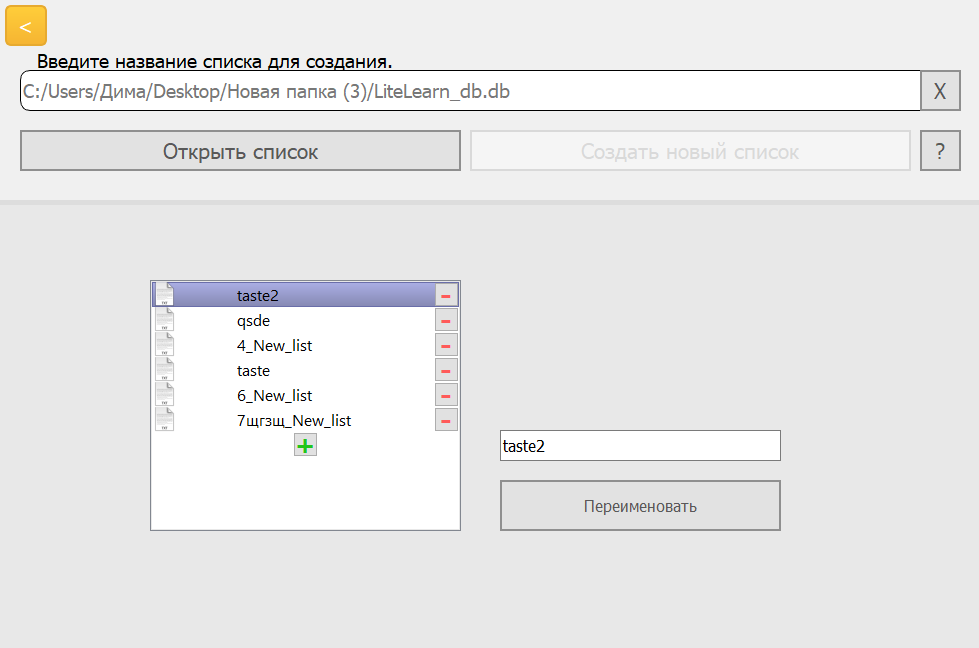 <
Введите название списка для создания.
C:/Users/Дима/Desktop/Новая папка (3)/LiteLearn_db.db X
Открыть список Создать новый список ?
taste2
qsde
4_New_list
taste
6_New_list
7щгзщ_New_list
taste2
Переименовать